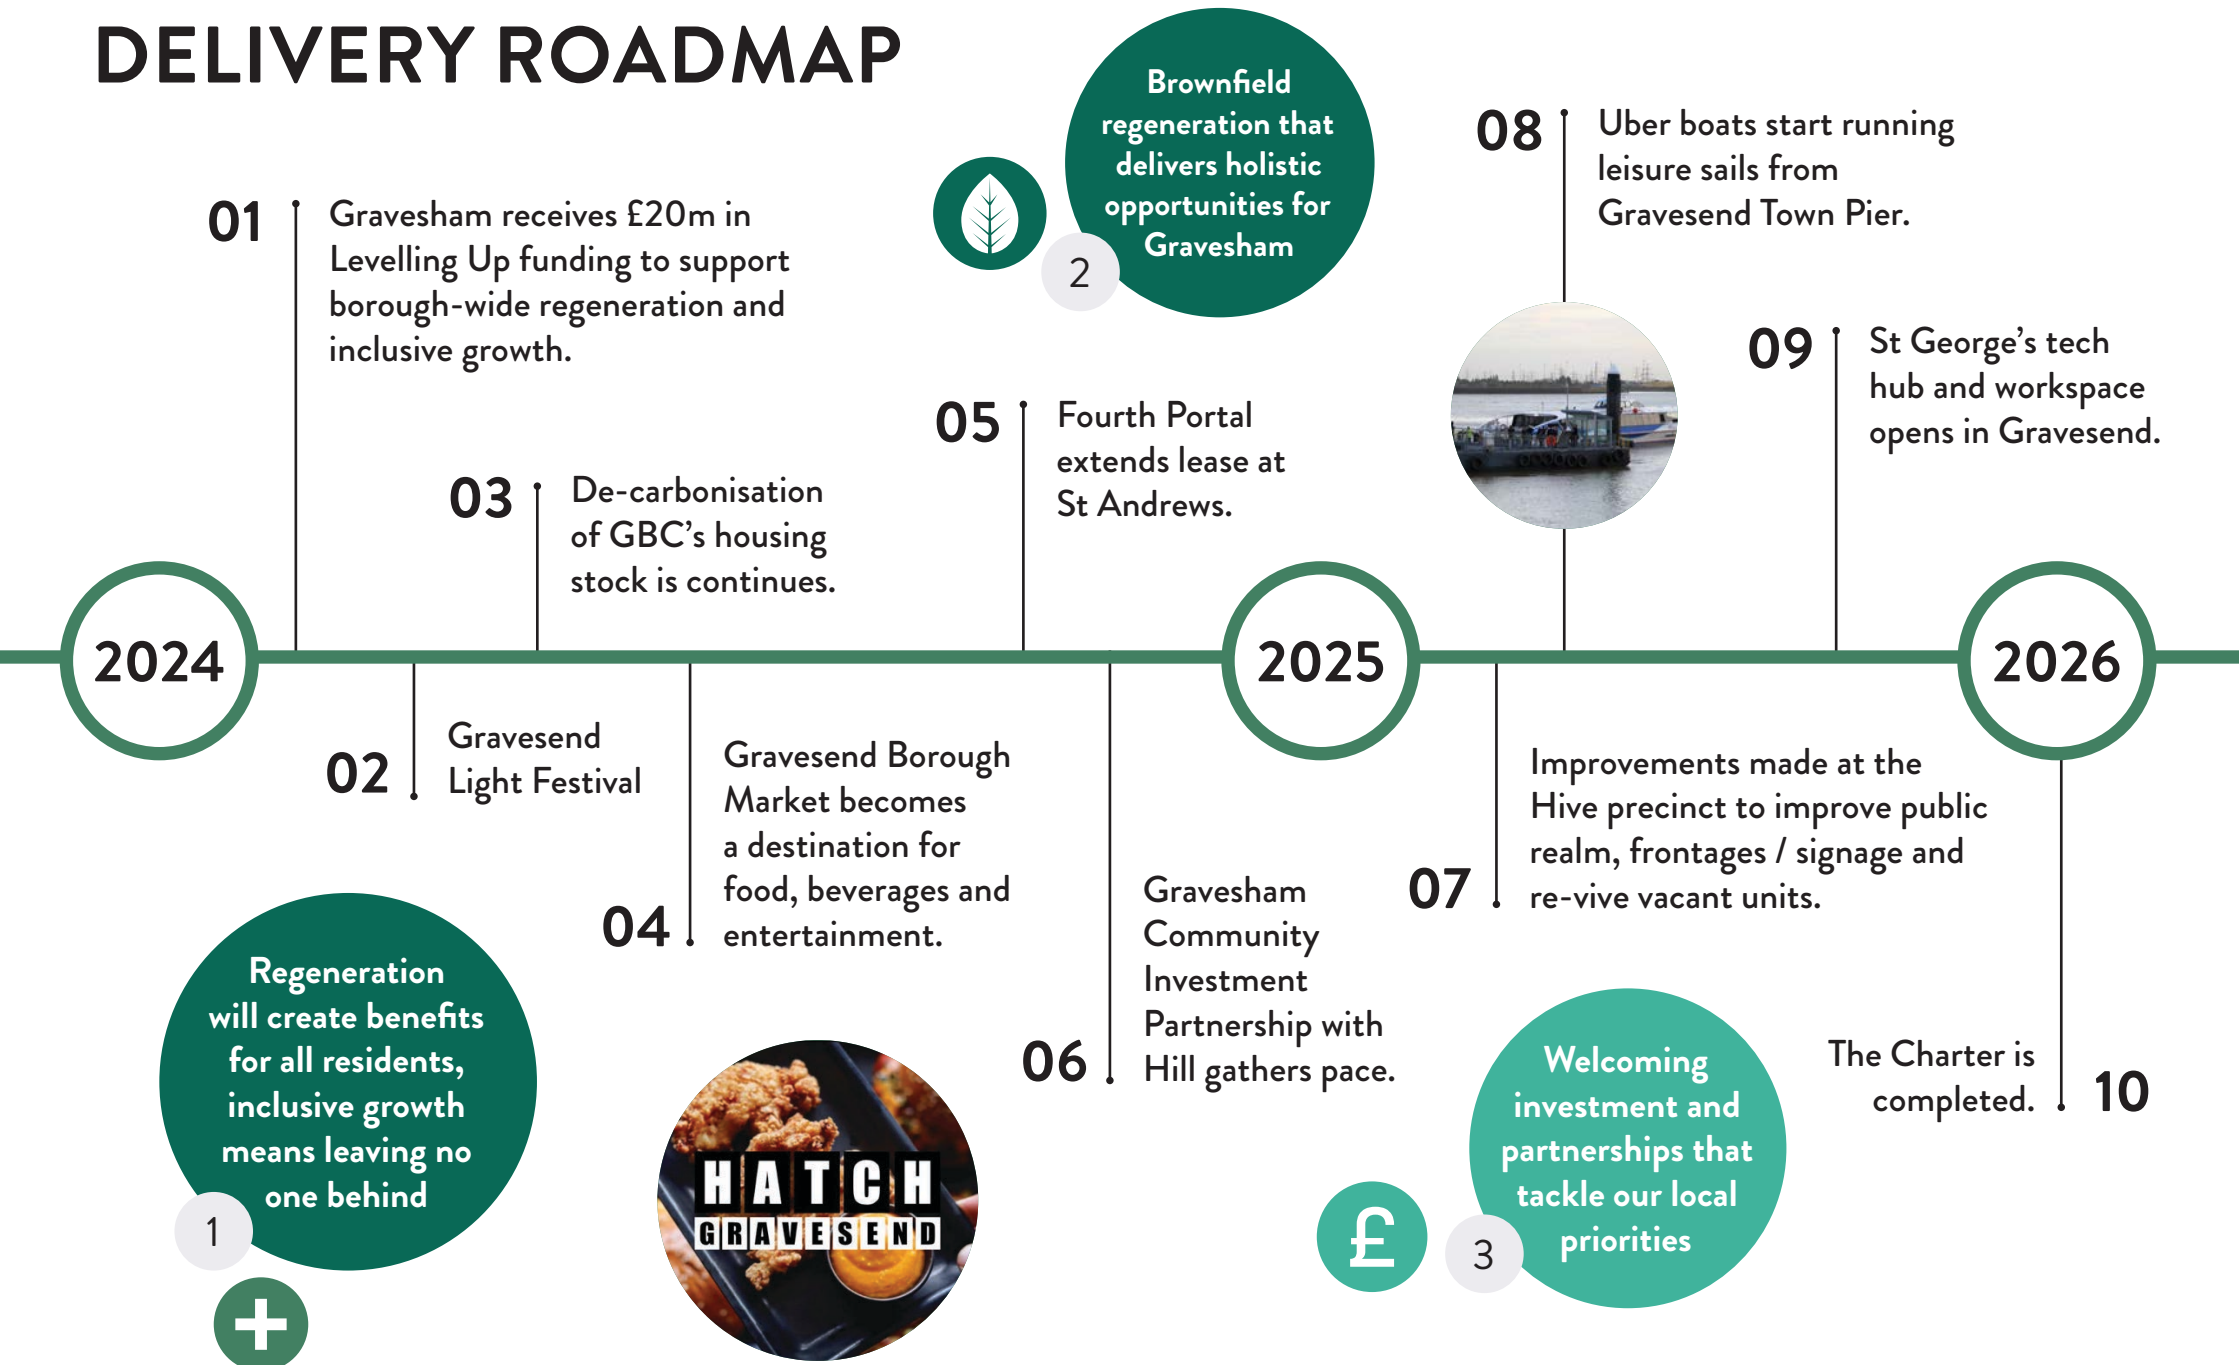 DELIVERY ROADMAP
01
Gravesham receives £20m in
Levelling Up funding to support
borough-wide regeneration and
inclusive growth.
Brownfield
regeneration that
delivers holistic
opportunities for
Gravesham
2
08
Uber boats start running
leisure sails from
Gravesend Town Pier.
03
De-carbonisation
of GBC’s housing
stock is continues.
05
Fourth Portal
extends lease at
St Andrews.
09
St George’s tech
hub and workspace
opens in Gravesend.
2024
2025
2026
02
Gravesend
Light Festival
04
Gravesend Borough
Market becomes
a destination for
food, beverages and
entertainment.
06
Gravesham
Community
Investment
Partnership with
Hill gathers pace.
07
Improvements made at the
Hive precinct to improve public
realm, frontages / signage and
re-vive vacant units.
Regeneration
will create benefits
for all residents,
inclusive growth
means leaving no
one behind
1
HATCH
GRAVESEND
Welcoming
investment and
partnerships that
tackle our local
priorities
£
3
The Charter is
completed.
10